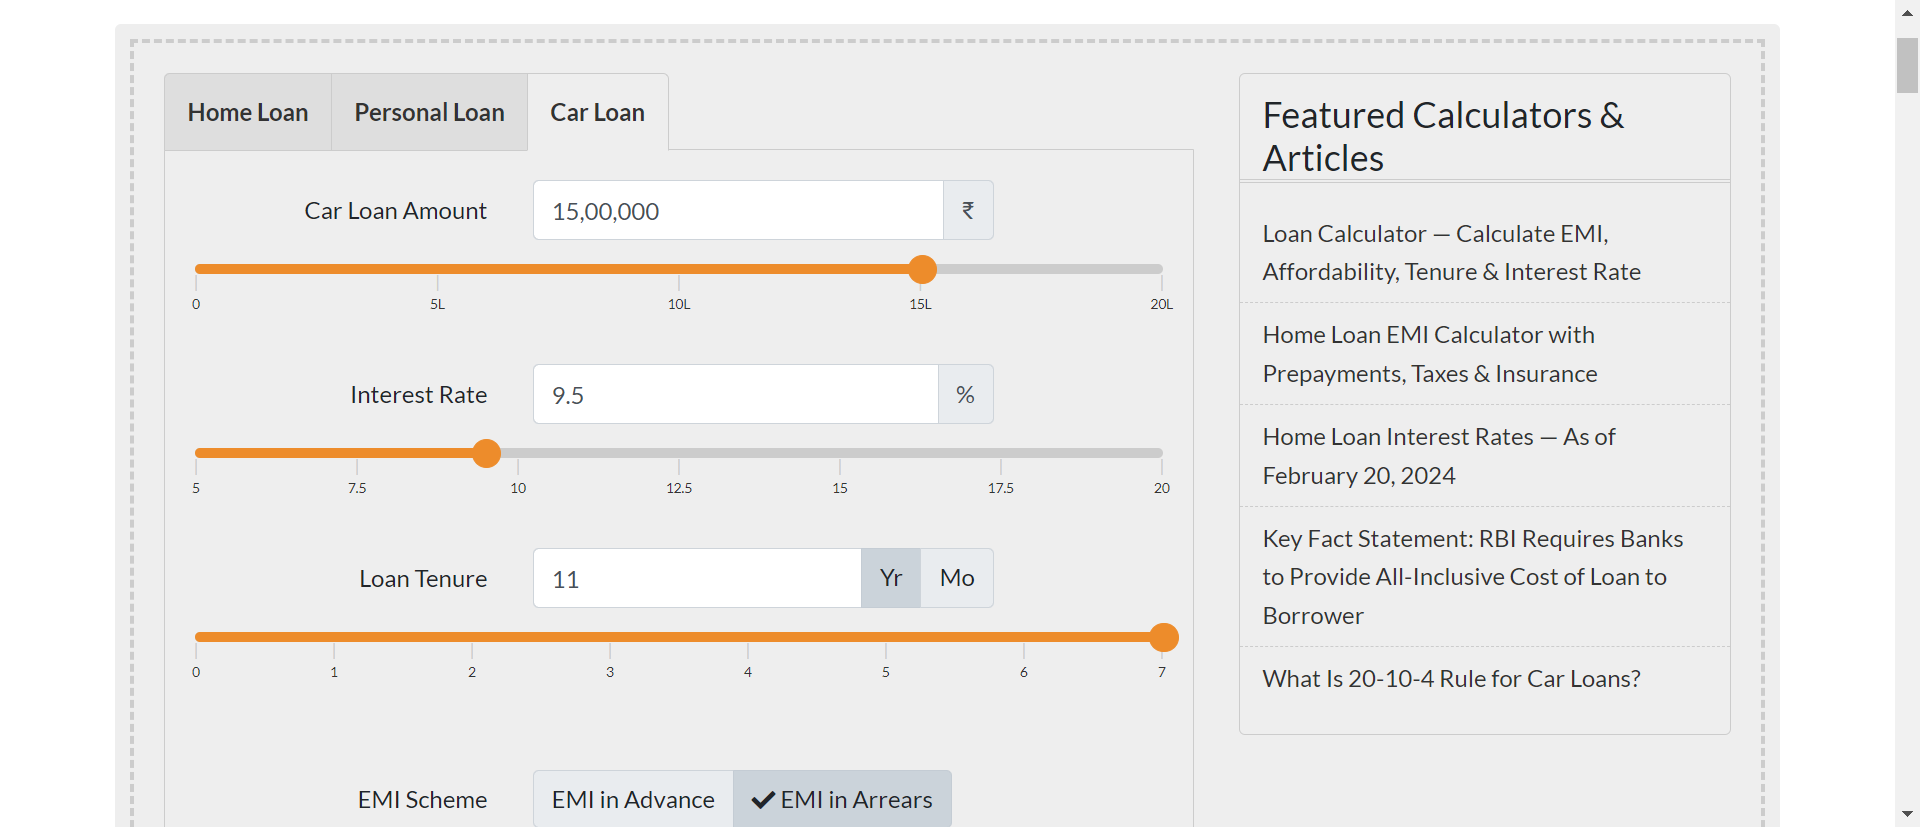 Home Loan
Personal Loan
Car Loan
Car Loan Amount
15,00,000
₹
0
5L
10L
15L
20L
Interest Rate
9.5
%
5
7.5
10
12.5
15
17.5
20
Loan Tenure
11
Yr
Mo
0
1
2
3
4
5
6
7
EMI Scheme
EMI in Advance
EMI in Arrears
Featured Calculators &
Articles
Loan Calculator — Calculate EMI,
Affordability, Tenure & Interest Rate
Home Loan EMI Calculator with
Prepayments, Taxes & Insurance
Home Loan Interest Rates — As of
February 20, 2024
Key Fact Statement: RBI Requires Banks
to Provide All-Inclusive Cost of Loan to
Borrower
What Is 20-10-4 Rule for Car Loans?